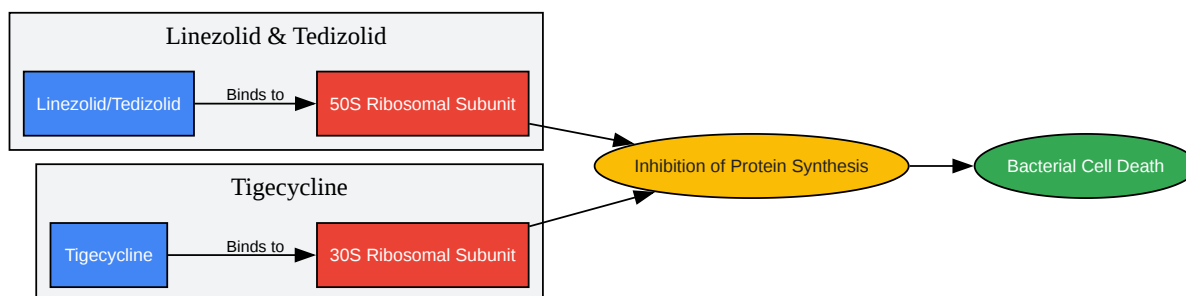 Linezolid & Tedizolid
Linezolid/Tedizolid
Binds to
50S Ribosomal Subunit
Inhibition of Protein Synthesis
Bacterial Cell Death
Tigecycline
Tigecycline
Binds to
30S Ribosomal Subunit